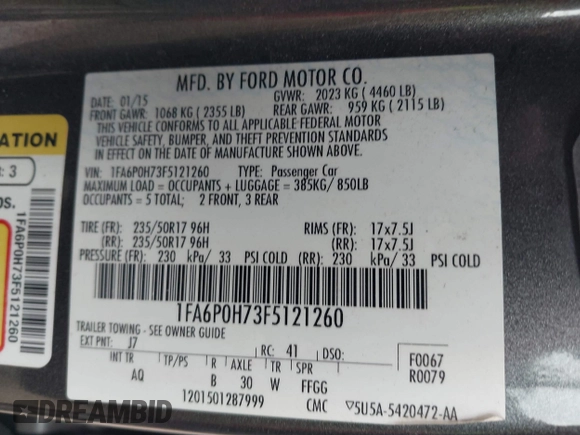 MFD. BY FORD MOTOR CO.
DATE: 01/15 GVWR: 2023 KG ( 4460 LB)
FRONT GAWR: 1068 KG ( 2355 LB) REAR GAWR: 959 KG ( 2115 LB)
THIS VEHICLE CONFORMS TO ALL APPLICABLE FEDERAL MOTOR
VEHICLE SAFETY, BUMPER, AND THEFT PREVENTION STANDARDS
IN EFFECT ON THE DATE OF MANUFACTURE SHOWN ABOVE.
VIN: 1FA6P0H73F5121260 TYPE: Passenger Car
MAXIMUM LOAD = OCCUPANTS + LUGGAGE = 385KG/ 850LB
OCCUPANTS = 5 TOTAL; 2 FRONT, 3 REAR
TIRE (FR): 235/50R17 96H RIMS (FR): 17x7.5J
(RR): 235/50R17 96H (RR): 17x7.5J
PRESSURE (FR): 230 kPa/ 33 PSI COLD (RR): 230 kPa/ 33 PSI COLD
1FA6P0H73F5121260
TRAILER TOWING - SEE OWNER GUIDE
EXT PNT: J7 RC: 41 DSO: F0067
INT TR TP/PS R AXLE TR SPR R0079
AQ B 30 W FFGG
1201501287999 CMC ▽5U5A-5420472-AA
ATION
: 3
os.
1FA6P0H73F5121260
DREAMBID